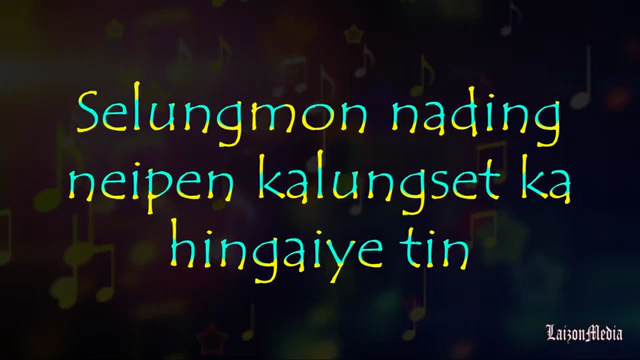 Selungmon nading
neipen kalungset ka
hingaiye tin
LaizonMedia